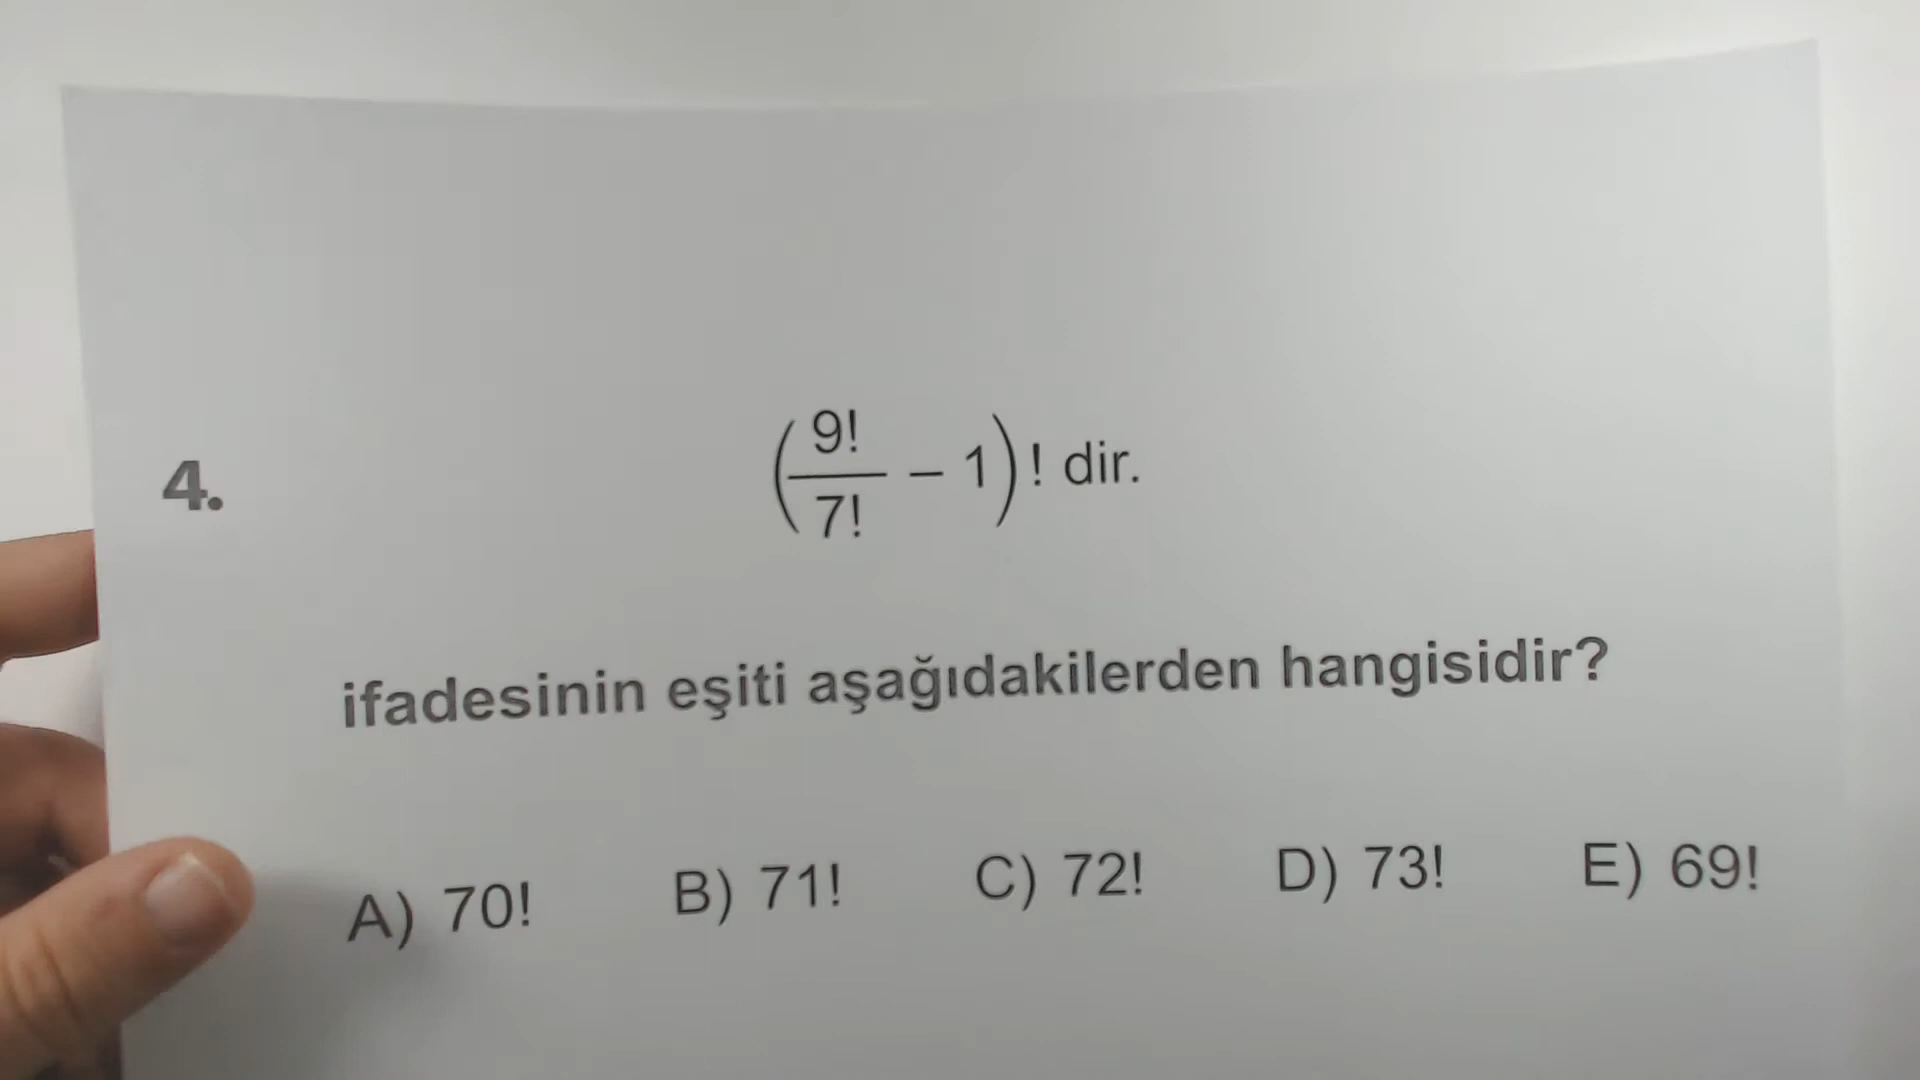 4. (9!/7! – 1)! dir.
ifadesinin eşiti aşağıdakilerden hangisidir?
A) 70! B) 71! C) 72! D) 73! E) 69!